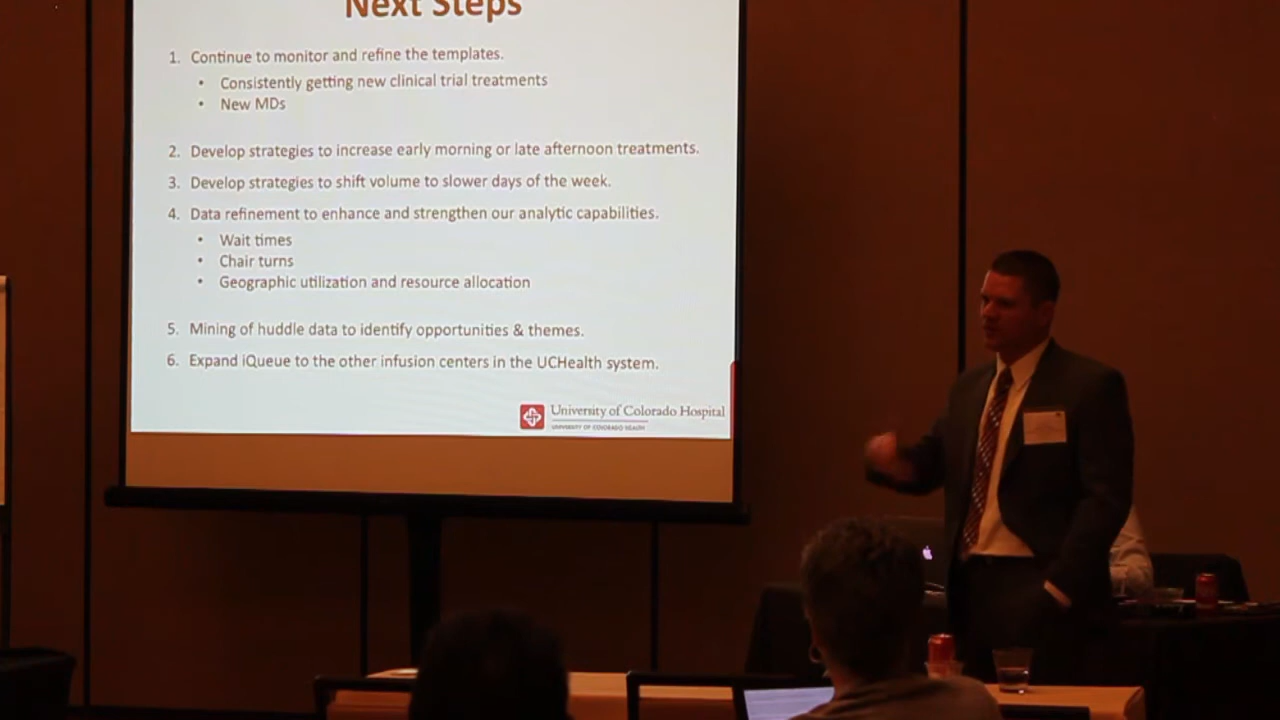 Next Steps
1. Continue to monitor and refine the templates.
• Consistently getting new clinical trial treatments
• New MDs
2. Develop strategies to increase early morning or late afternoon treatments.
3. Develop strategies to shift volume to slower days of the week.
4. Data refinement to enhance and strengthen our analytic capabilities.
• Wait times
• Chair turns
• Geographic utilization and resource allocation
5. Mining of huddle data to identify opportunities & themes.
6. Expand iQueue to the other infusion centers in the UCHealth system.
University of Colorado Hospital
UNIVERSITY OF COLORADO HEALTH